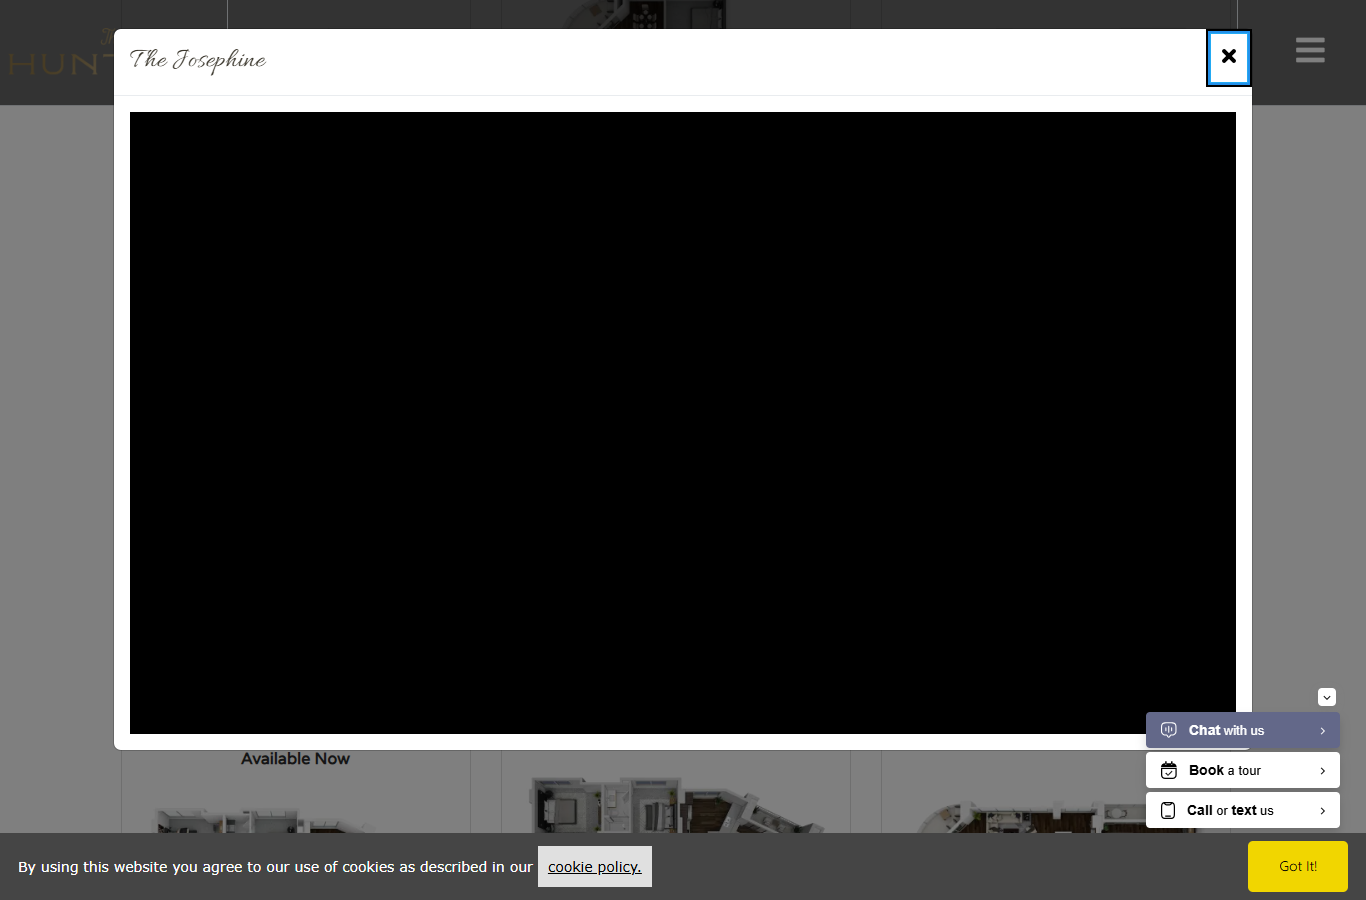 The Josephine
Available Now
Chat with us
Book a tour
Call or text us
By using this website you agree to our use of cookies as described in our cookie policy.
Got It!